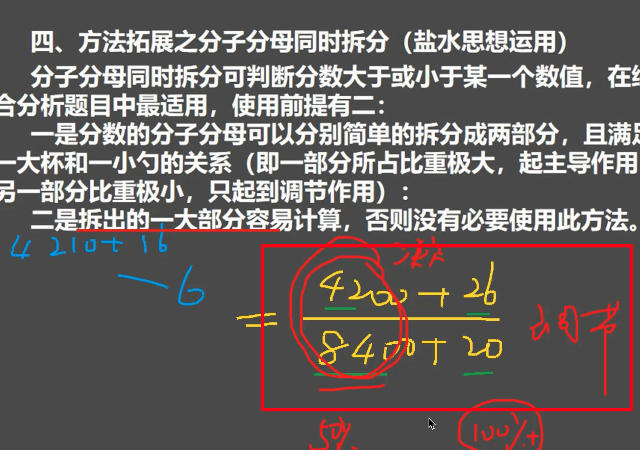 四、方法拓展之分子分母同时拆分（盐水思想运用）
分子分母同时拆分可判断分数大于或小于某一个数值，在综
合分析题目中最适用，使用前提有二：
一是分数的分子分母可以分别简单的拆分成两部分，且满足
一大杯和一小勺的关系（即一部分所占比重极大，起主导作用
另一部分比重极小，只起到调节作用）：
二是拆出的一大部分容易计算，否则没有必要使用此方法。
4 210+16
6
4200+26
=
8400+20
调节
50%
100%+